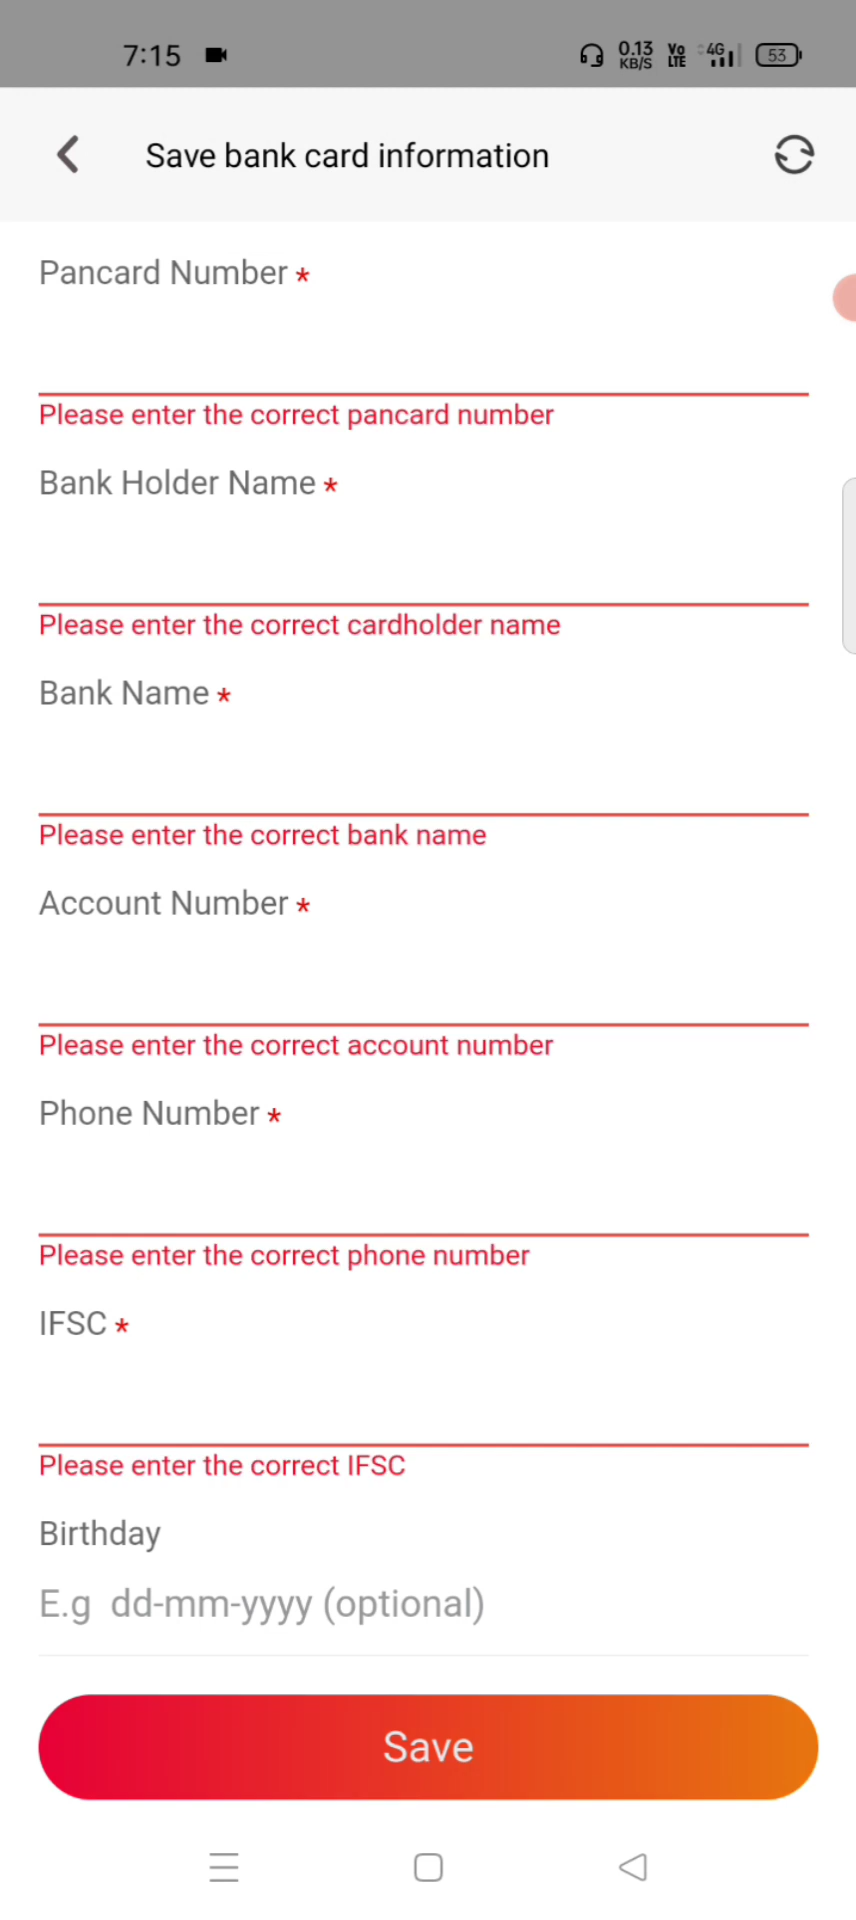 7:15
0.13
KB/S
Vo
LTE
4G
53
Save bank card information
Pancard Number *
Please enter the correct pancard number
Bank Holder Name *
Please enter the correct cardholder name
Bank Name *
Please enter the correct bank name
Account Number *
Please enter the correct account number
Phone Number *
Please enter the correct phone number
IFSC *
Please enter the correct IFSC
Birthday
E.g dd-mm-yyyy (optional)
Save